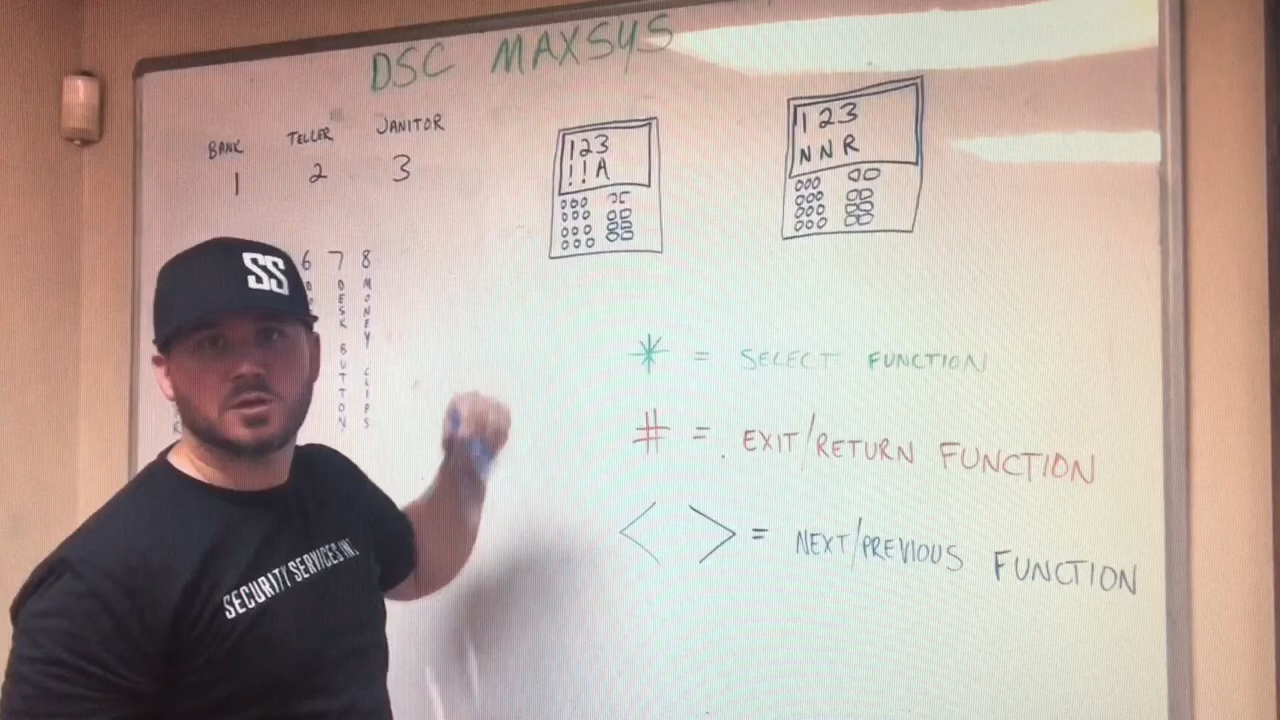 DSC MAXSYS
BANK TELLER JANITOR
1 2 3
123
!!A
123
NNR
6 7 8
DESK BUTTON
MONEY CLIPS
* = SELECT FUNCTION
# = EXIT/RETURN FUNCTION
< > = NEXT/PREVIOUS FUNCTION
SS
SECURITY SERVICES INC